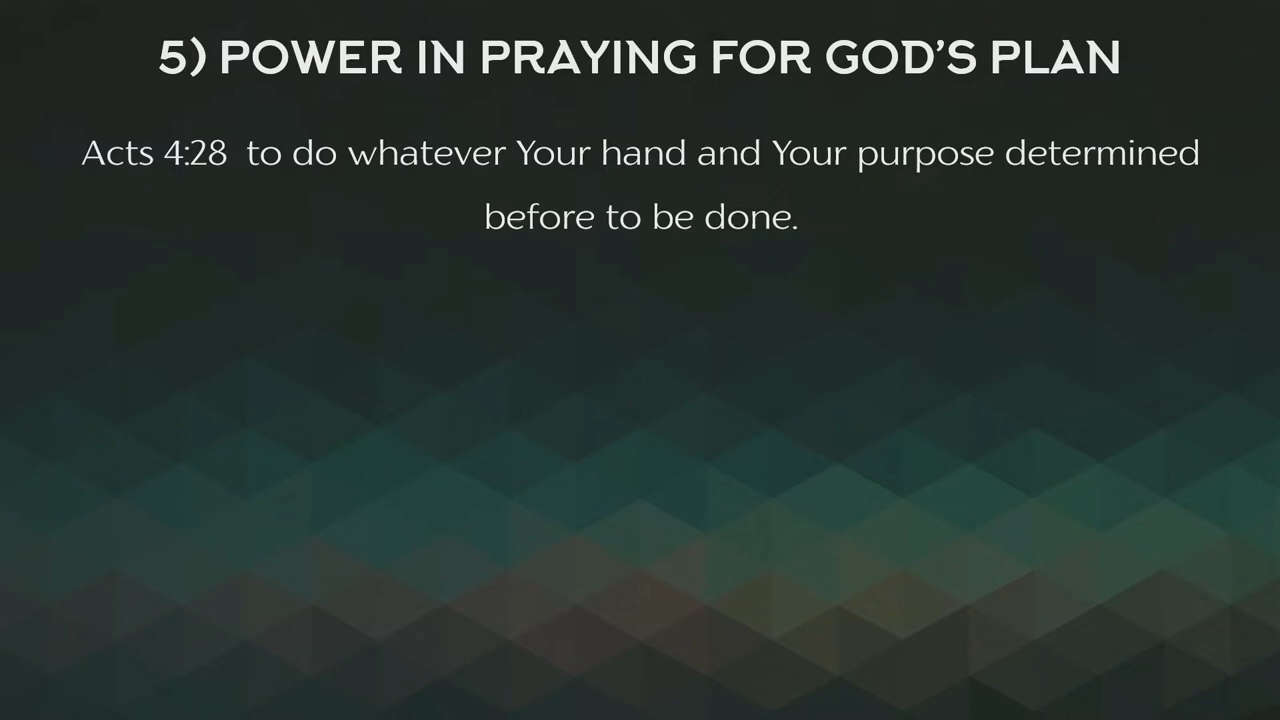 5) POWER IN PRAYING FOR GOD’S PLAN
Acts 4:28  to do whatever Your hand and Your purpose determined
before to be done.